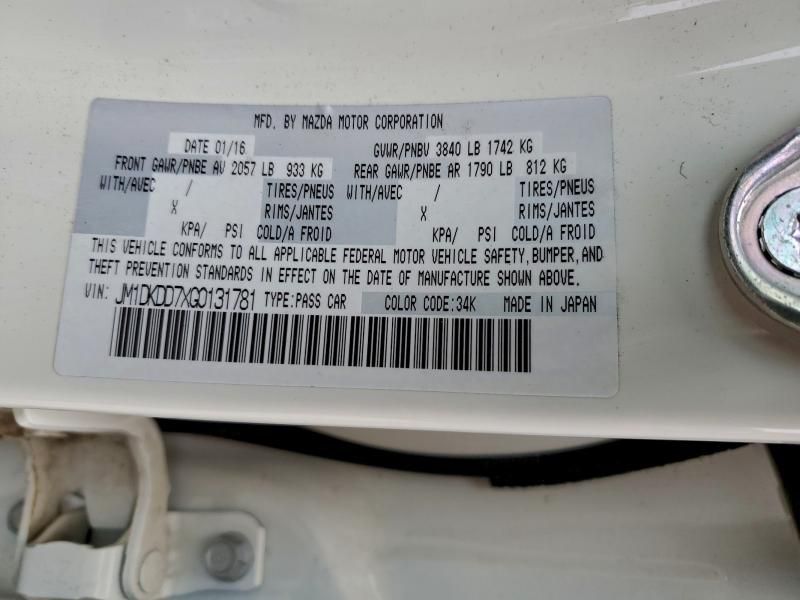 MFD. BY MAZDA MOTOR CORPORATION
DATE 01/16 GVWR/PNBV 3840 LB 1742 KG
FRONT GAWR/PNBE AV 2057 LB 933 KG REAR GAWR/PNBE AR 1790 LB 812 KG
WITH/AVEC / TIRES/PNEUS WITH/AVEC / TIRES/PNEUS
X RIMS/JANTES X RIMS/JANTES
KPA/ PSI COLD/A FROID KPA/ PSI COLD/A FROID
THIS VEHICLE CONFORMS TO ALL APPLICABLE FEDERAL MOTOR VEHICLE SAFETY, BUMPER, AND
THEFT PREVENTION STANDARDS IN EFFECT ON THE DATE OF MANUFACTURE SHOWN ABOVE.
VIN: JM1DKDD7XG0131781 TYPE:PASS CAR COLOR CODE:34K MADE IN JAPAN